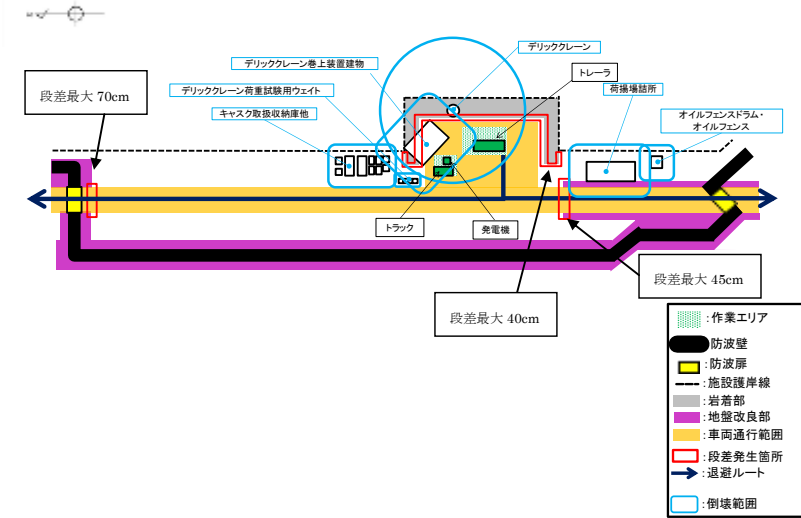 デリッククレーン
デリッククレーン巻上装置建物
トレーラ
段差最大 70cm
デリッククレーン荷重試験用ウェイト
荷揚場詰所
キャスク取扱収納庫他
オイルフェンスドラム・
オイルフェンス
トラック
発電機
段差最大 45cm
段差最大 40cm
:作業エリア
:防波壁
:防波扉
:施設護岸線
:岩着部
:地盤改良部
:車両通行範囲
:段差発生箇所
:退避ルート
:倒壊範囲